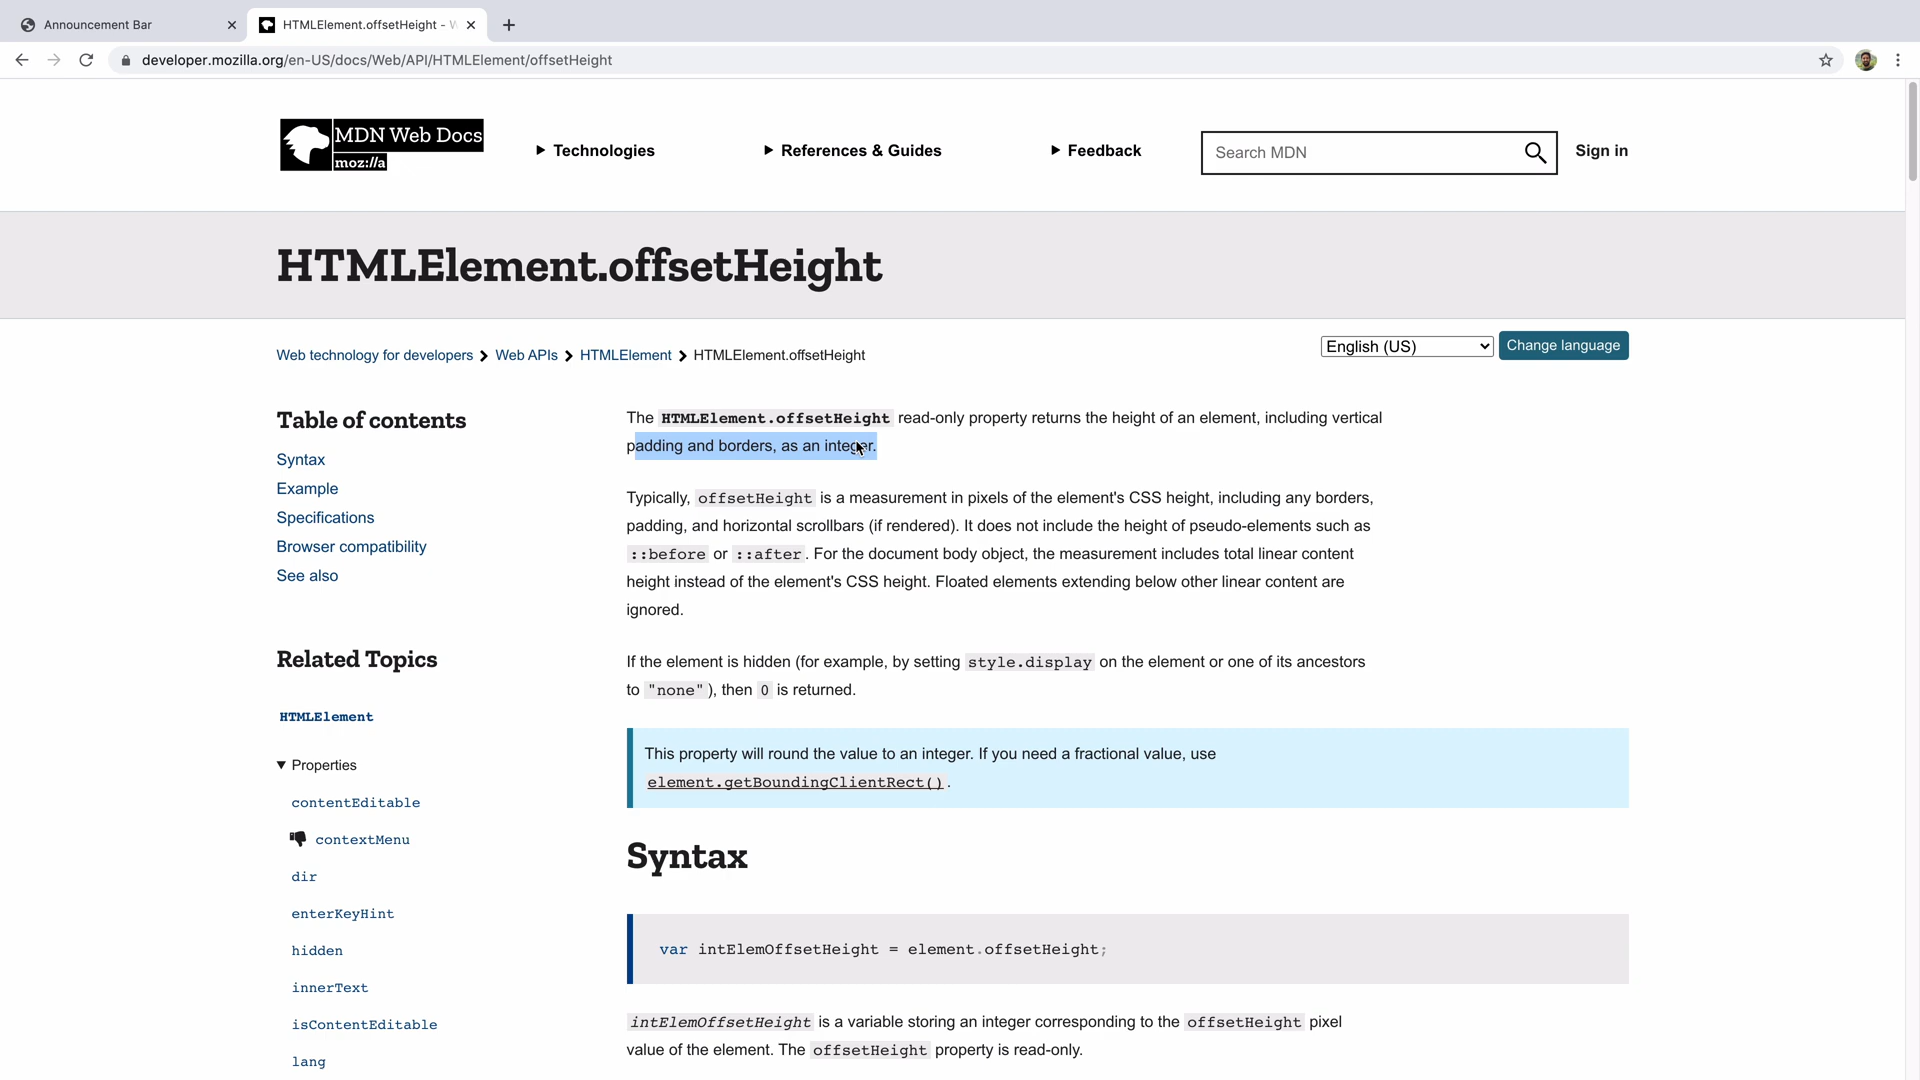 Announcement Bar
HTMLElement.offsetHeight - W
developer.mozilla.org/en-US/docs/Web/API/HTMLElement/offsetHeight
MDN Web Docs
moz://a
Technologies
References & Guides
Feedback
Search MDN
Sign in
HTMLElement.offsetHeight
Web technology for developers
Web APIs
HTMLElement
HTMLElement.offsetHeight
English (US)
Change language
Table of contents
Syntax
Example
Specifications
Browser compatibility
See also
Related Topics
HTMLElement
Properties
contentEditable
contextMenu
dir
enterKeyHint
hidden
innerText
isContentEditable
lang
The HTMLElement.offsetHeight read-only property returns the height of an element, including vertical
padding and borders, as an integer.
Typically, offsetHeight is a measurement in pixels of the element's CSS height, including any borders,
padding, and horizontal scrollbars (if rendered). It does not include the height of pseudo-elements such as
::before or ::after. For the document body object, the measurement includes total linear content
height instead of the element's CSS height. Floated elements extending below other linear content are
ignored.
If the element is hidden (for example, by setting style.display on the element or one of its ancestors
to "none"), then 0 is returned.
This property will round the value to an integer. If you need a fractional value, use
element.getBoundingClientRect().
Syntax
var intElemOffsetHeight = element.offsetHeight;
intElemOffsetHeight is a variable storing an integer corresponding to the offsetHeight pixel
value of the element. The offsetHeight property is read-only.